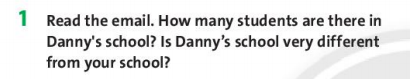 1 Read the email. How many students are there in
Danny's school? Is Danny’s school very different
from your school?